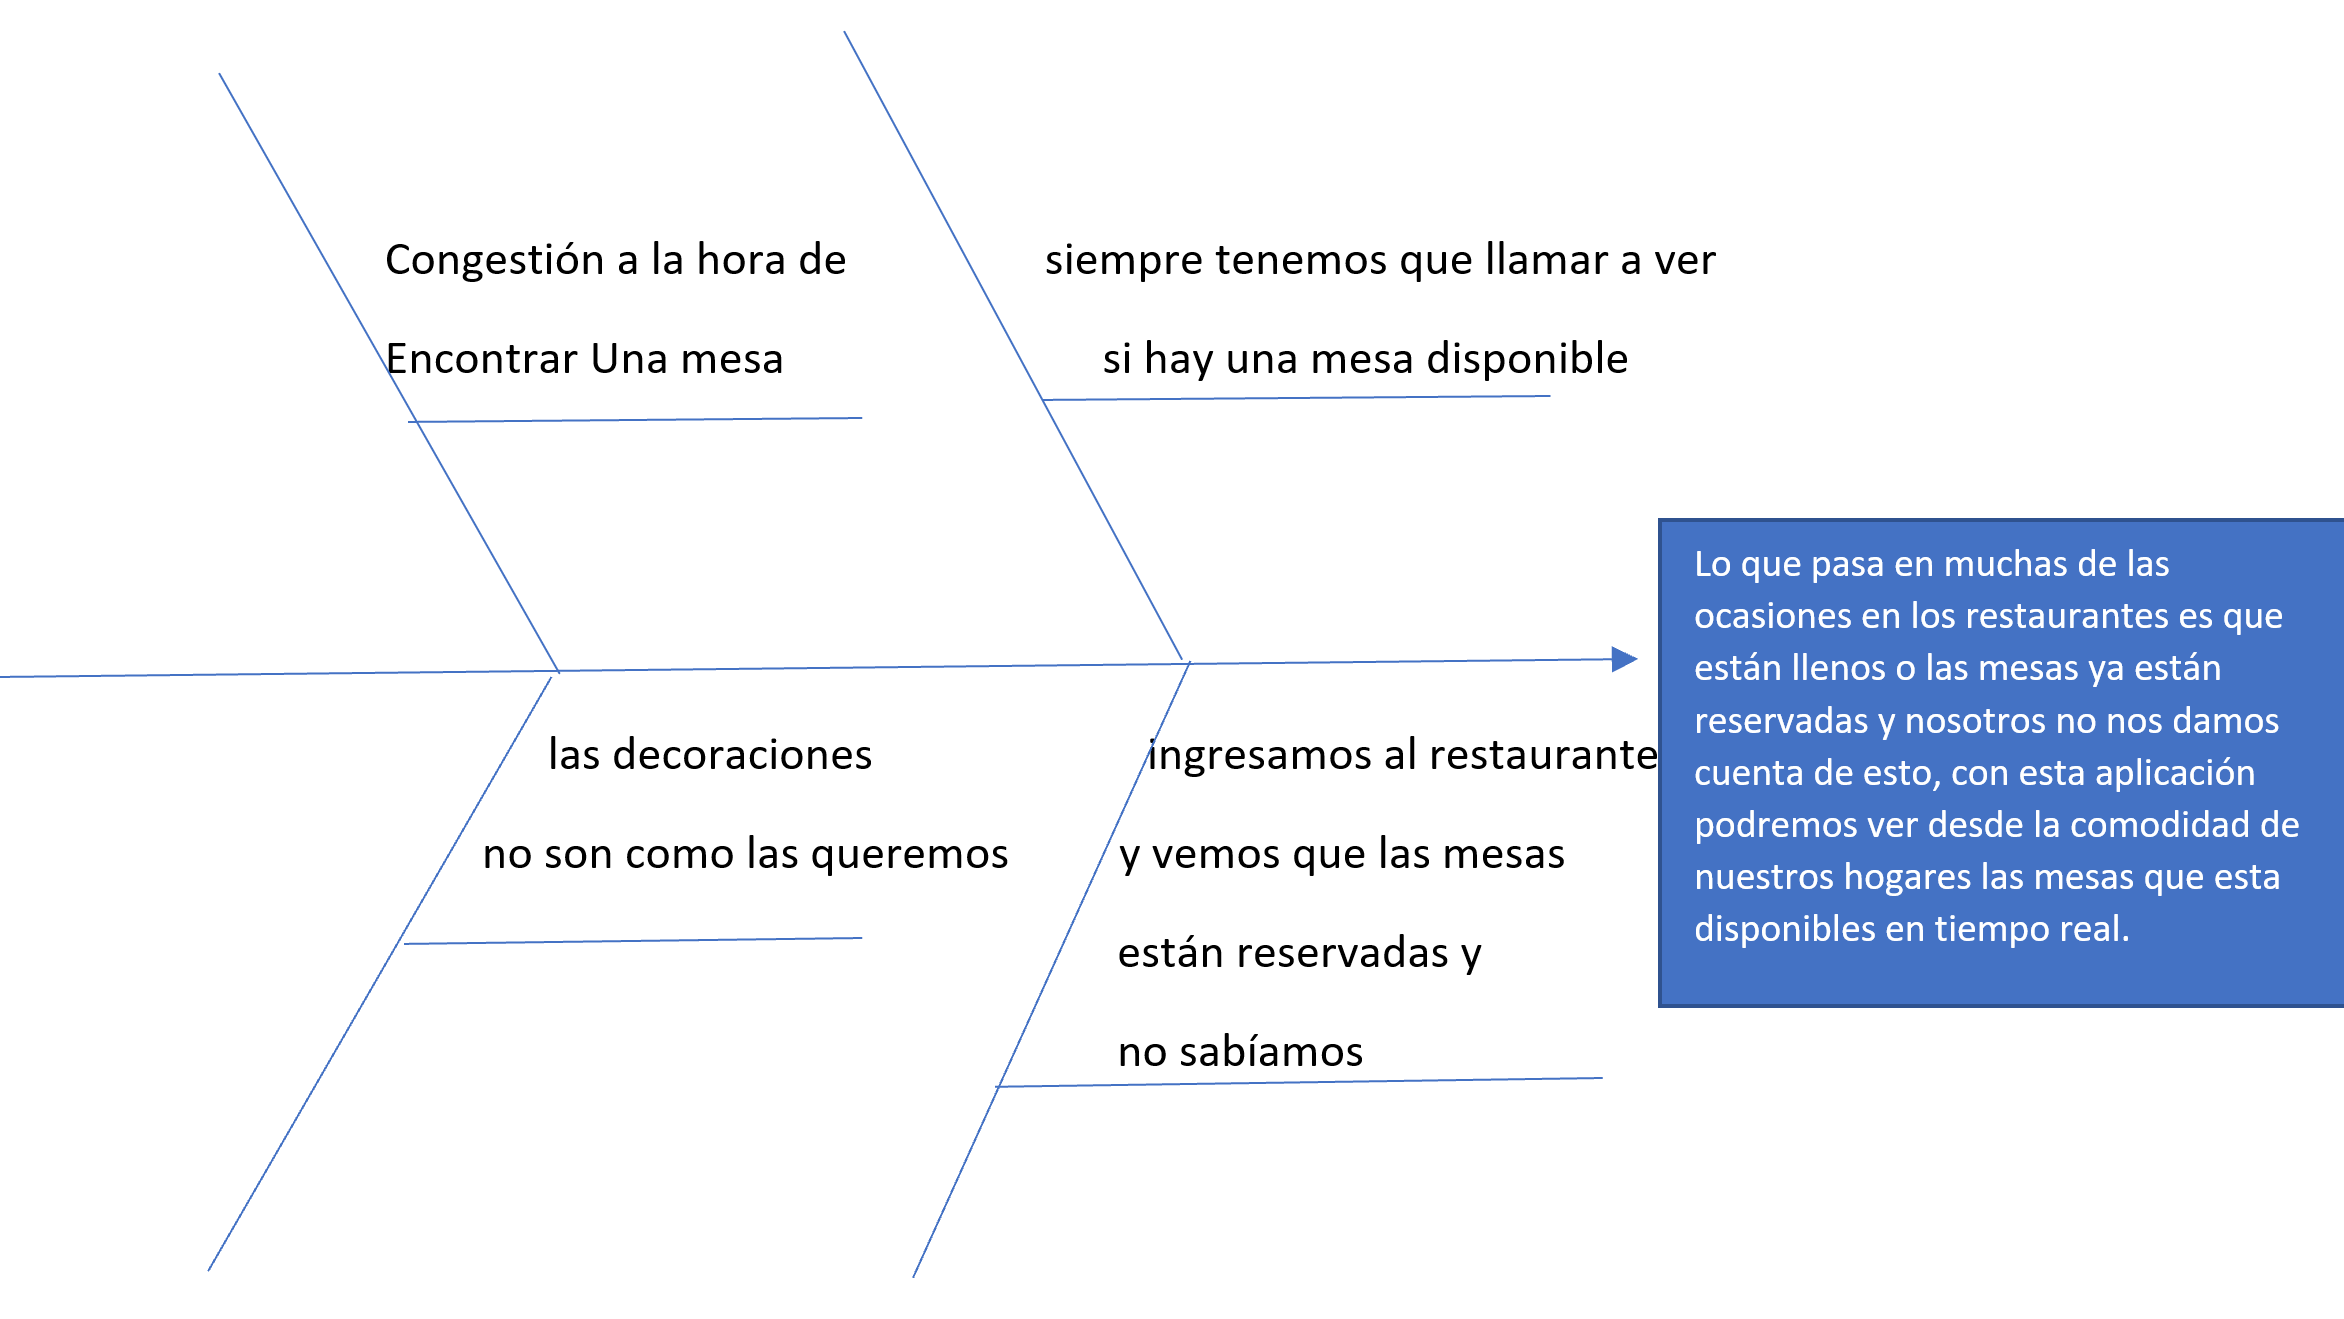 Congestión a la hora de
Encontrar Una mesa
siempre tenemos que llamar a ver
si hay una mesa disponible
las decoraciones
no son como las queremos
ingresamos al restaurante
y vemos que las mesas
están reservadas y
no sabíamos
Lo que pasa en muchas de las
ocasiones en los restaurantes es que
están llenos o las mesas ya están
reservadas y nosotros no nos damos
cuenta de esto, con esta aplicación
podremos ver desde la comodidad de
nuestros hogares las mesas que esta
disponibles en tiempo real.